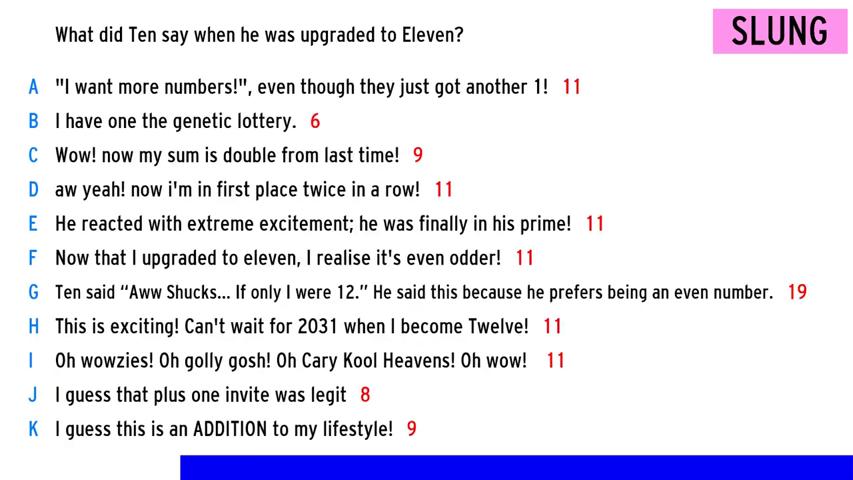 What did Ten say when he was upgraded to Eleven?
SLUNG
A "I want more numbers!", even though they just got another 1! 11
B I have one the genetic lottery. 6
C Wow! now my sum is double from last time! 9
D aw yeah! now i'm in first place twice in a row! 11
E He reacted with extreme excitement; he was finally in his prime! 11
F Now that I upgraded to eleven, I realise it's even odder! 11
G Ten said “Aww Shucks... If only I were 12.” He said this because he prefers being an even number. 19
H This is exciting! Can't wait for 2031 when I become Twelve! 11
I Oh wowzies! Oh golly gosh! Oh Cary Kool Heavens! Oh wow! 11
J I guess that plus one invite was legit 8
K I guess this is an ADDITION to my lifestyle! 9